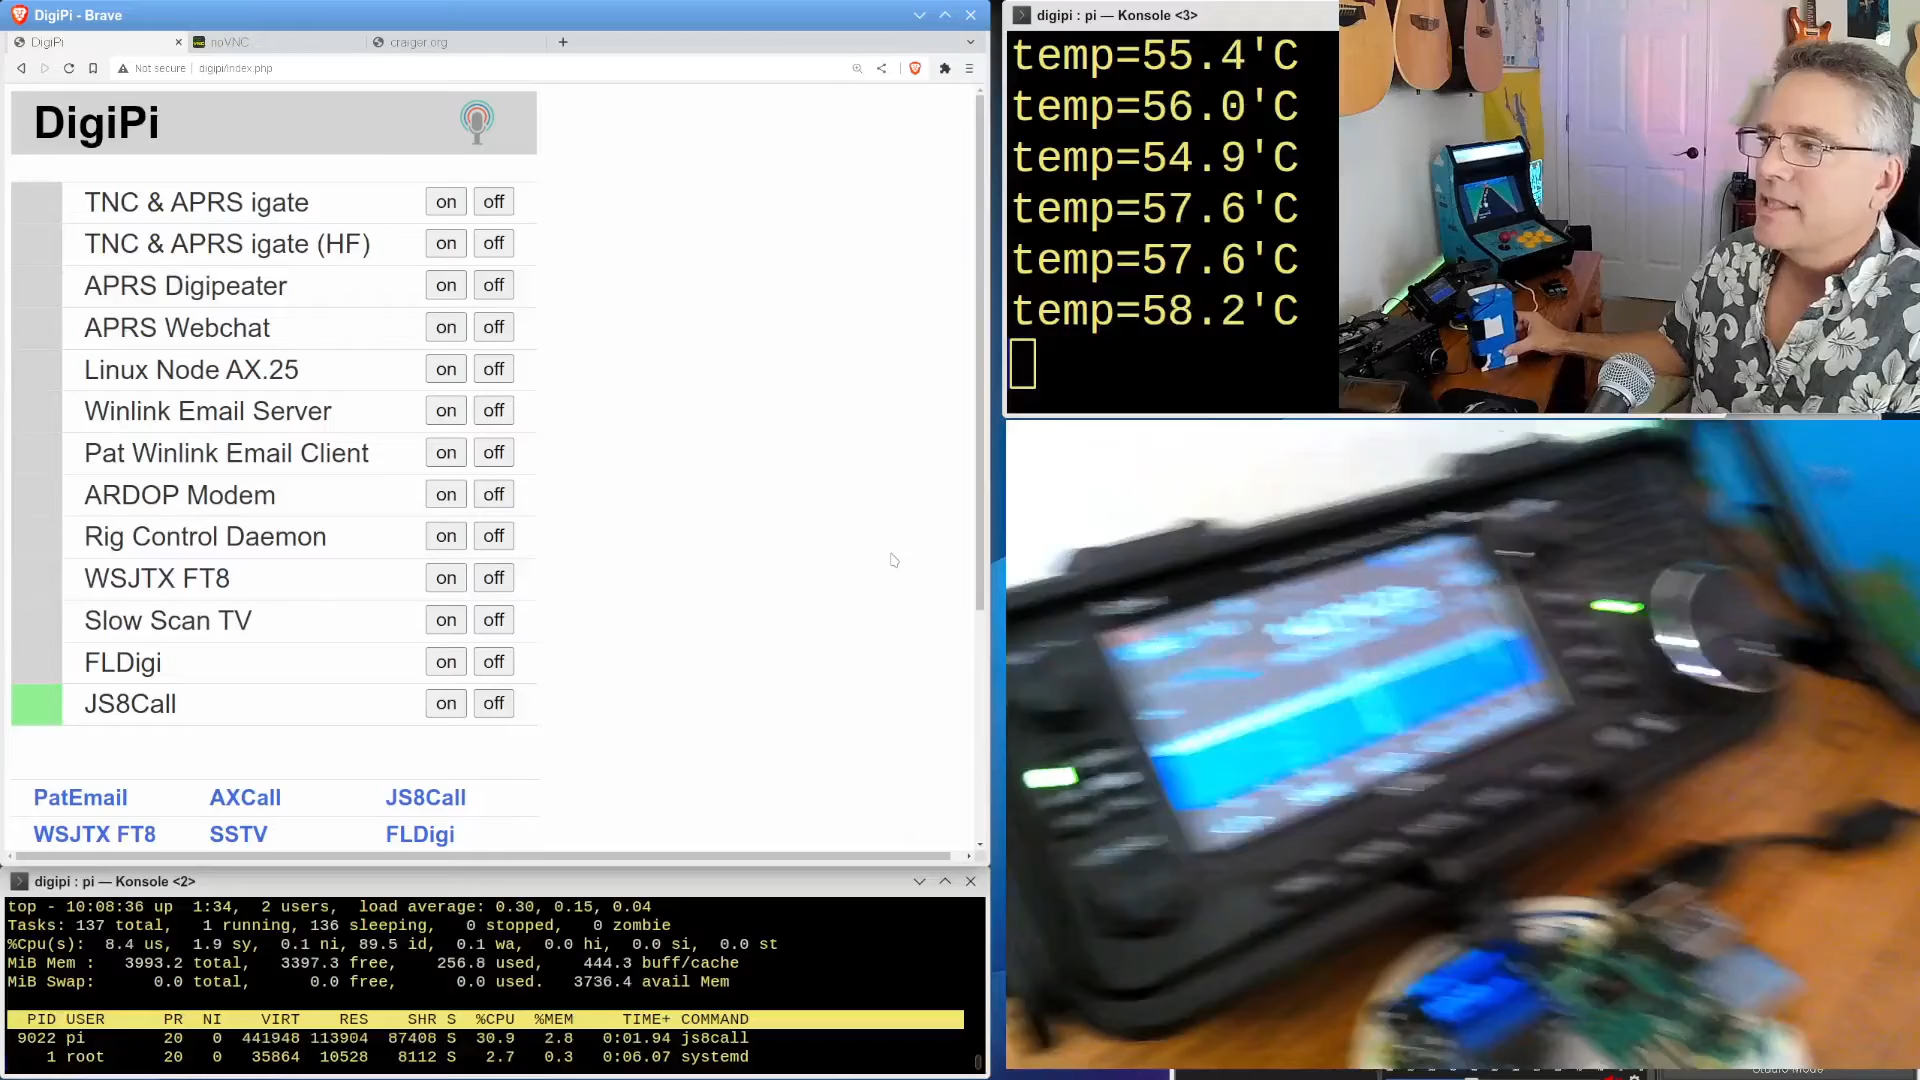 DigiPi - Brave
DigiPi
noVNC
craiger.org
Not secure
digipi/index.php
DigiPi
TNC & APRS igate on off
TNC & APRS igate (HF) on off
APRS Digipeater on off
APRS Webchat on off
Linux Node AX.25 on off
Winlink Email Server on off
Pat Winlink Email Client on off
ARDOP Modem on off
Rig Control Daemon on off
WSJTX FT8 on off
Slow Scan TV on off
FLDigi on off
JS8Call on off
PatEmail AXCall JS8Call
WSJTX FT8 SSTV FLDigi
digipi : pi — Konsole <2>
top - 10:08:36 up 1:34, 2 users, load average: 0.30, 0.15, 0.04
Tasks: 137 total, 1 running, 136 sleeping, 0 stopped, 0 zombie
%Cpu(s): 8.4 us, 1.9 sy, 0.1 ni, 89.5 id, 0.1 wa, 0.0 hi, 0.0 si, 0.0 st
MiB Mem : 3993.2 total, 3397.3 free, 256.8 used, 444.3 buff/cache
MiB Swap: 0.0 total, 0.0 free, 0.0 used. 3736.4 avail Mem
PID USER PR NI VIRT RES SHR S %CPU %MEM TIME+ COMMAND
9022 pi 20 0 441948 113904 87408 S 30.9 2.8 0:01.94 js8call
1 root 20 0 35864 10528 8112 S 2.7 0.3 0:06.07 systemd
digipi : pi — Konsole <3>
temp=55.4'C
temp=56.0'C
temp=54.9'C
temp=57.6'C
temp=57.6'C
temp=58.2'C